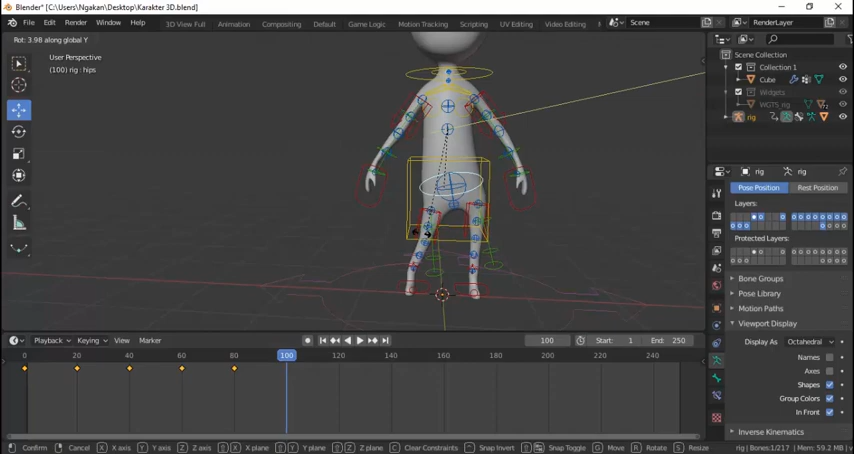 Blender* [C:\Users\Ngakan\Desktop\Karakter 3D.blend]
File Edit Render Window Help 3D View Full Animation Compositing Default Game Logic Motion Tracking Scripting UV Editing Video Editing Scene RenderLayer
Rot: 3.98 along global Y
User Perspective
(100) rig : hips
Scene Collection
Collection 1
Cube
Widgets
WGTS_rig
72
rig
rig
rig
Pose Position Rest Position
Layers:
Protected Layers:
Bone Groups
Pose Library
Motion Paths
Viewport Display
Display As Octahedral
Names
Axes
Shapes
Group Colors
In Front
Inverse Kinematics
Playback Keying View Marker 100 Start: 1 End: 250
0 20 40 60 80 100 120 140 160 180 200 220 240
Confirm Cancel X X axis Y Y axis Z Z axis X X plane Y Y plane Z Z plane C Clear Constraints Snap Invert Snap Toggle G Move R Rotate S Resize rig | Bones:1/217 | Mem: 59.2 MB | v